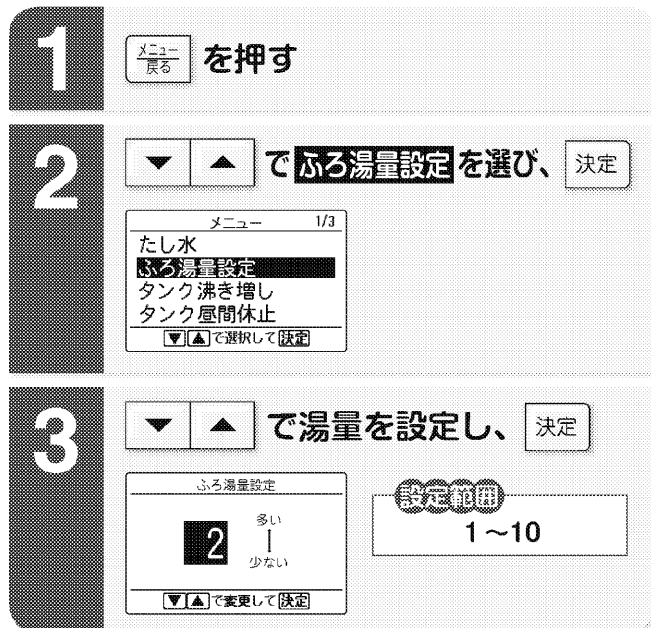 1
メニュー
戻る
を押す
2
▼ ▲ で ふろ湯量設定 を選び、 決定
メニュー 1/3
たし水
ふろ湯量設定
タンク沸き増し
タンク昼間休止
▼▲で選択して決定
3
▼ ▲ で湯量を設定し、 決定
ふろ湯量設定
2
多い
少ない
▼▲で変更して決定
設定範囲
1～10